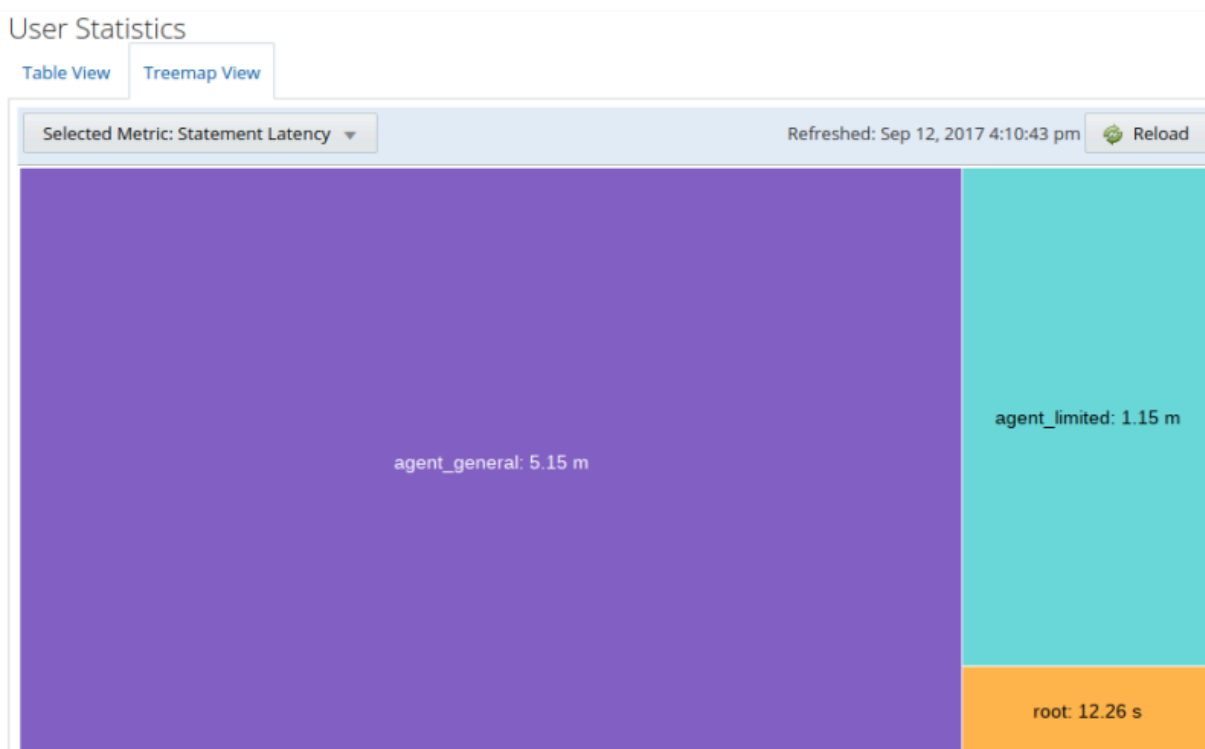 User Statistics
Table View Treemap View
Selected Metric: Statement Latency Refreshed: Sep 12, 2017 4:10:43 pm Reload
agent_limited: 1.15 m
agent_general: 5.15 m
root: 12.26 s